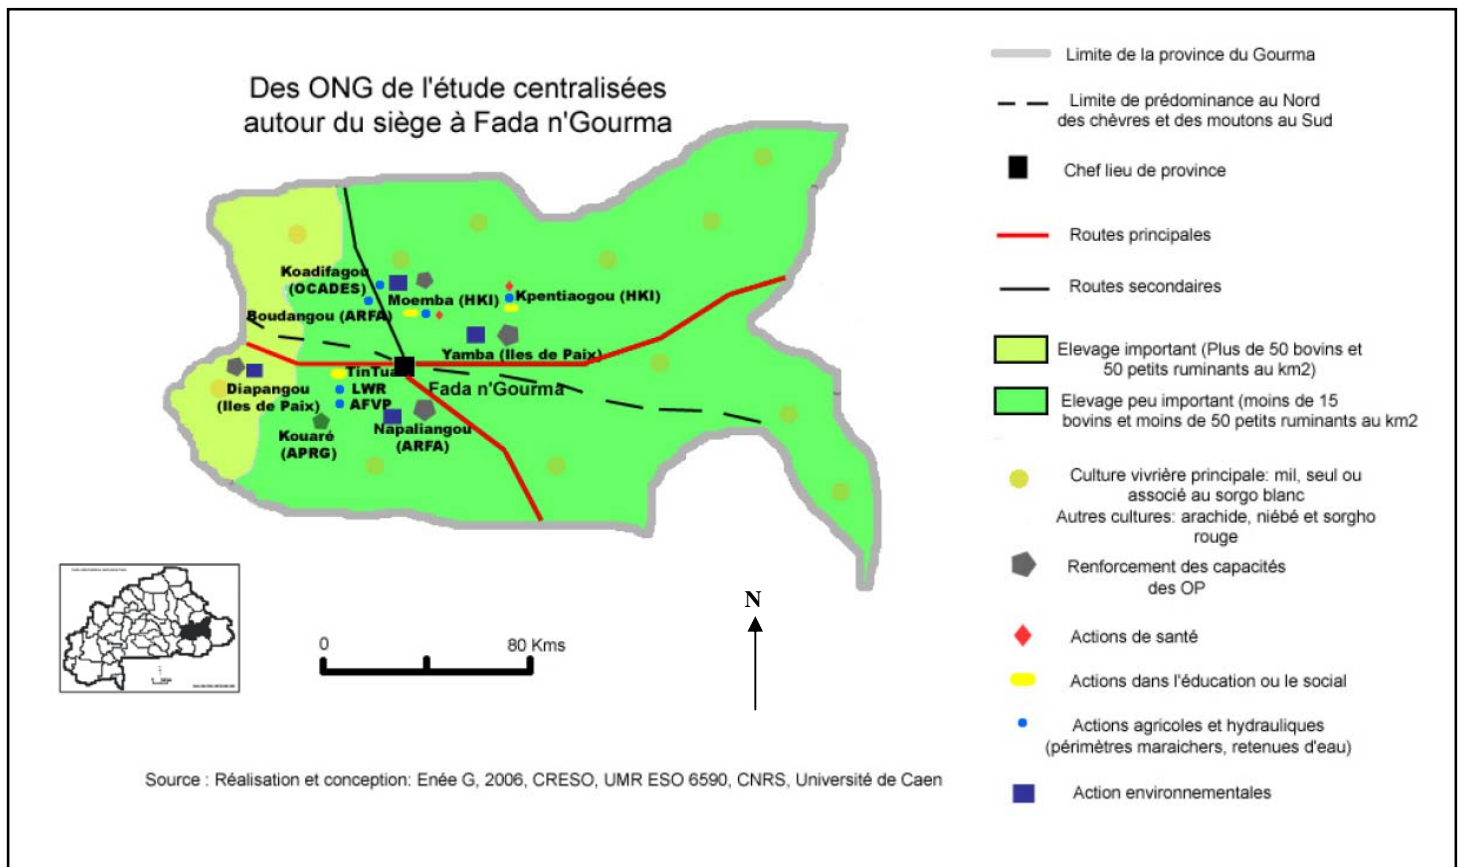 Des ONG de l'étude centralisées
autour du siège à Fada n'Gourma
Koadifagou
(OCADES)
Moemba (HKI)
Kpentiaogou (HKI)
Boudangou (ARFA)
Yamba (Iles de Paix)
TinTua
Fada n'Gourma
Diapangou
(Iles de Paix)
LWR
AFVP
Kouaré
(APRG)
Napaliangou
(ARFA)
0
80 Kms
N
Source : Réalisation et conception: Enée G, 2006, CRESO, UMR ESO 6590, CNRS, Université de Caen
Limite de la province du Gourma
Limite de prédominance au Nord
des chèvres et des moutons au Sud
Chef lieu de province
Routes principales
Routes secondaires
Elevage important (Plus de 50 bovins et
50 petits ruminants au km2)
Elevage peu important (moins de 15
bovins et moins de 50 petits ruminants au km2
Culture vivrière principale: mil, seul ou
associé au sorgo blanc
Autres cultures: arachide, niébé et sorgho
rouge
Renforcement des capacités
des OP
Actions de santé
Actions dans l'éducation ou le social
Actions agricoles et hydrauliques
(périmètres maraichers, retenues d'eau)
Action environnementales